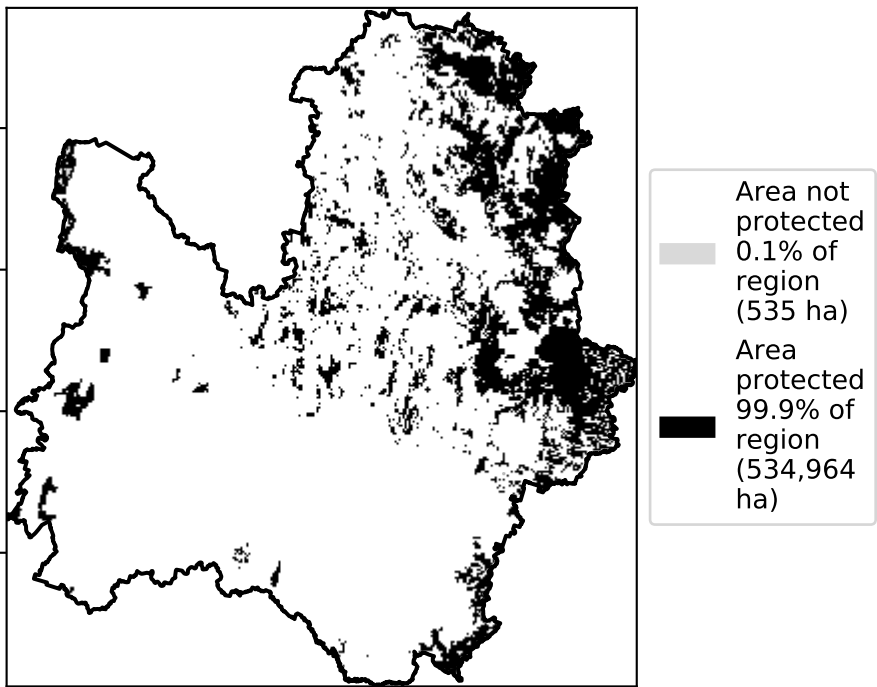 Area not
protected
0.1% of
region
(535 ha)
Area
protected
99.9% of
region
(534,964
ha)